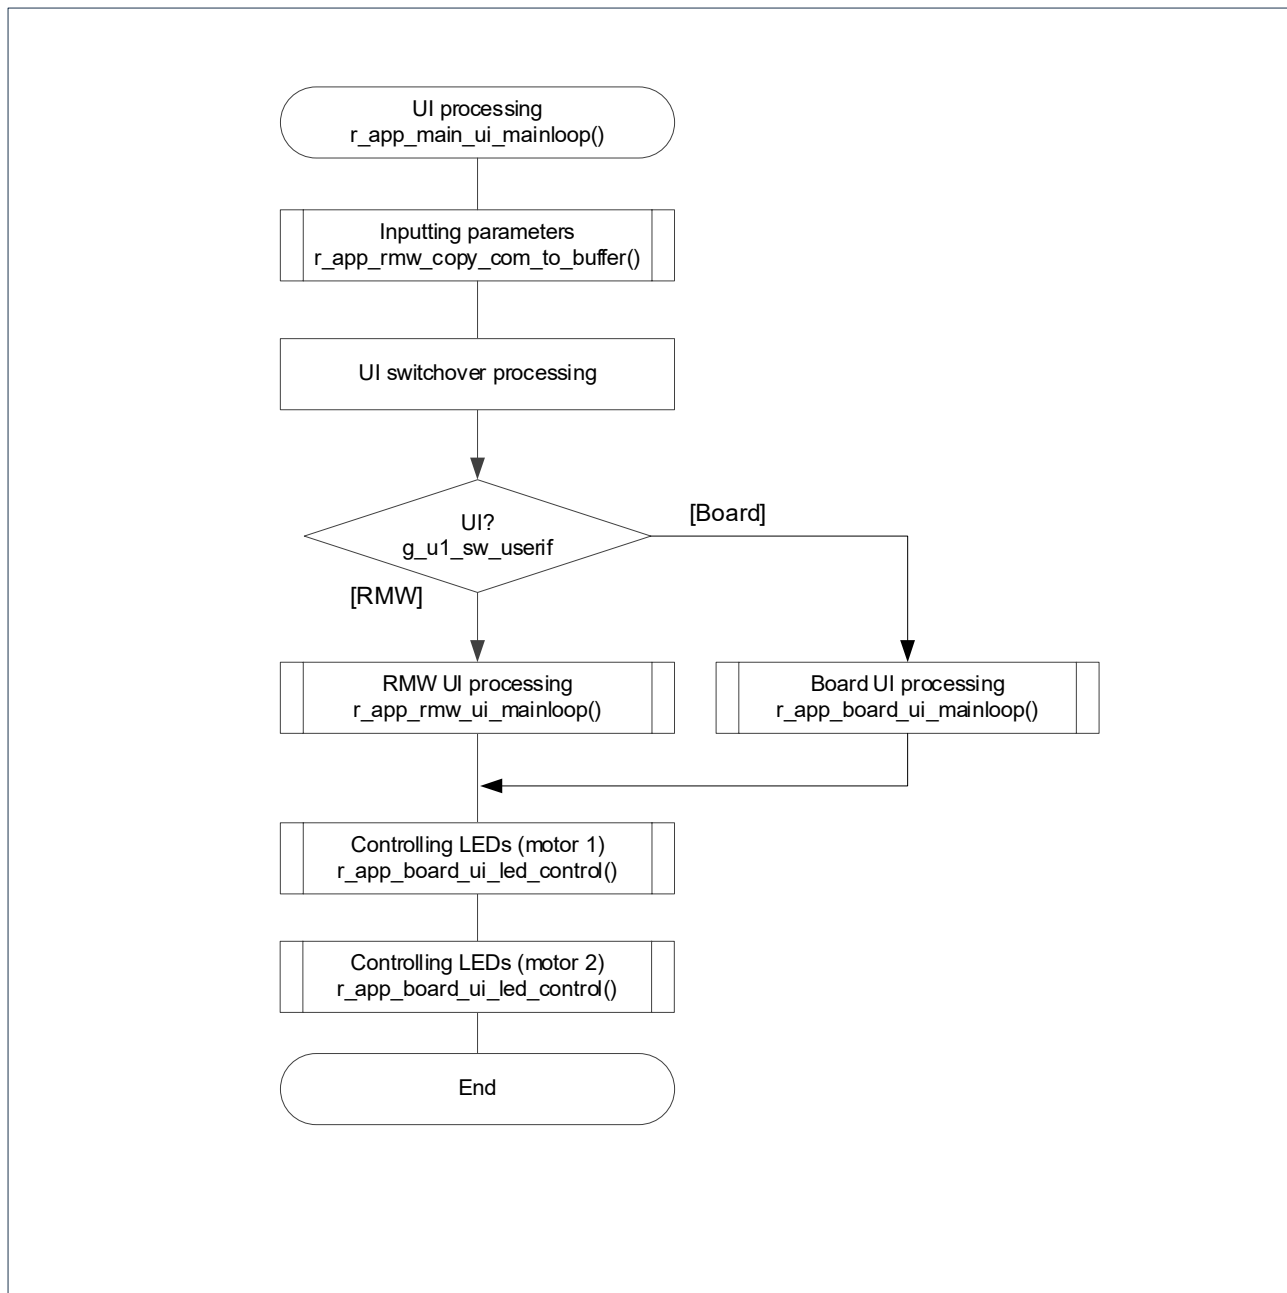 UI processing
r_app_main_ui_mainloop()
Inputting parameters
r_app_rmw_copy_com_to_buffer()
UI switchover processing
UI?
g_u1_sw_userif
[Board]
[RMW]
RMW UI processing
r_app_rmw_ui_mainloop()
Board UI processing
r_app_board_ui_mainloop()
Controlling LEDs (motor 1)
r_app_board_ui_led_control()
Controlling LEDs (motor 2)
r_app_board_ui_led_control()
End